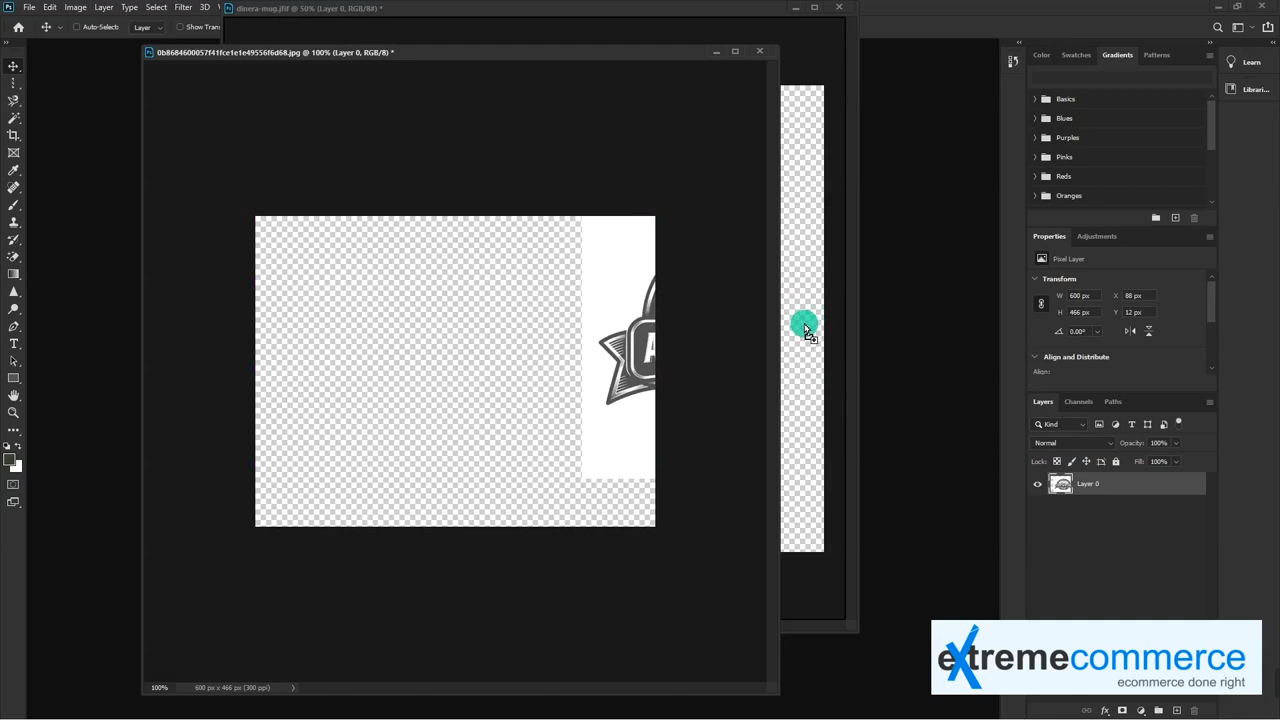 File Edit Image Layer Type Select Filter 3D
dinera-mug.jfif @ 50% (Layer 0, RGB/8#) *
Auto-Select: Layer Show Tran
0b8684600057f41fce1e1e49556f6d68.jpg @ 100% (Layer 0, RGB/8) *
Color Swatches Gradients Patterns
Learn
Librari...
Basics
Blues
Purples
Pinks
Reds
Oranges
Properties Adjustments
Pixel Layer
Transform
W 600 px X 88 px
H 466 px Y 12 px
0.00°
Align and Distribute
Align:
Layers Channels Paths
Kind
Normal Opacity: 100%
Lock: Fill: 100%
Layer 0
A
extremecommerce
ecommerce done right
100% 600 px x 466 px (300 ppi)